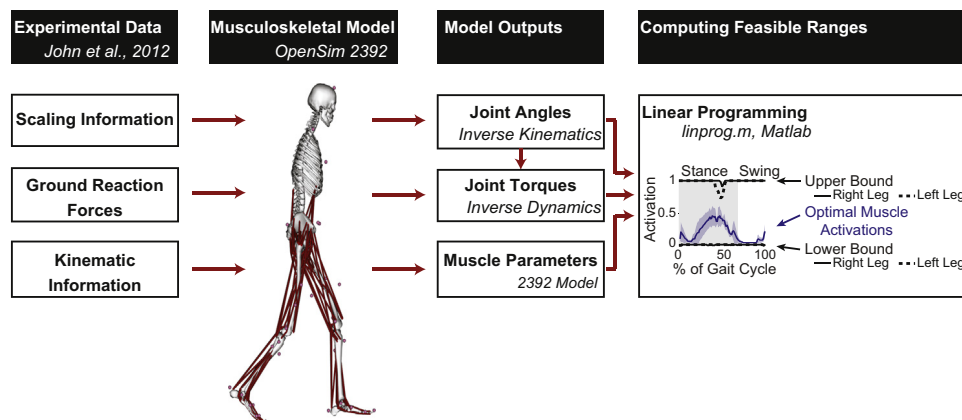 Experimental Data
John et al., 2012
Musculoskeletal Model
OpenSim 2392
Model Outputs
Computing Feasible Ranges
Scaling Information
Ground Reaction
Forces
Kinematic
Information
Joint Angles
Inverse Kinematics
Joint Torques
Inverse Dynamics
Muscle Parameters
2392 Model
Linear Programming
linprog.m, Matlab
Stance Swing
Activation
1
0.5
0
0 50 100
% of Gait Cycle
Upper Bound
Right Leg Left Leg
Optimal Muscle
Activations
Lower Bound
Right Leg Left Leg